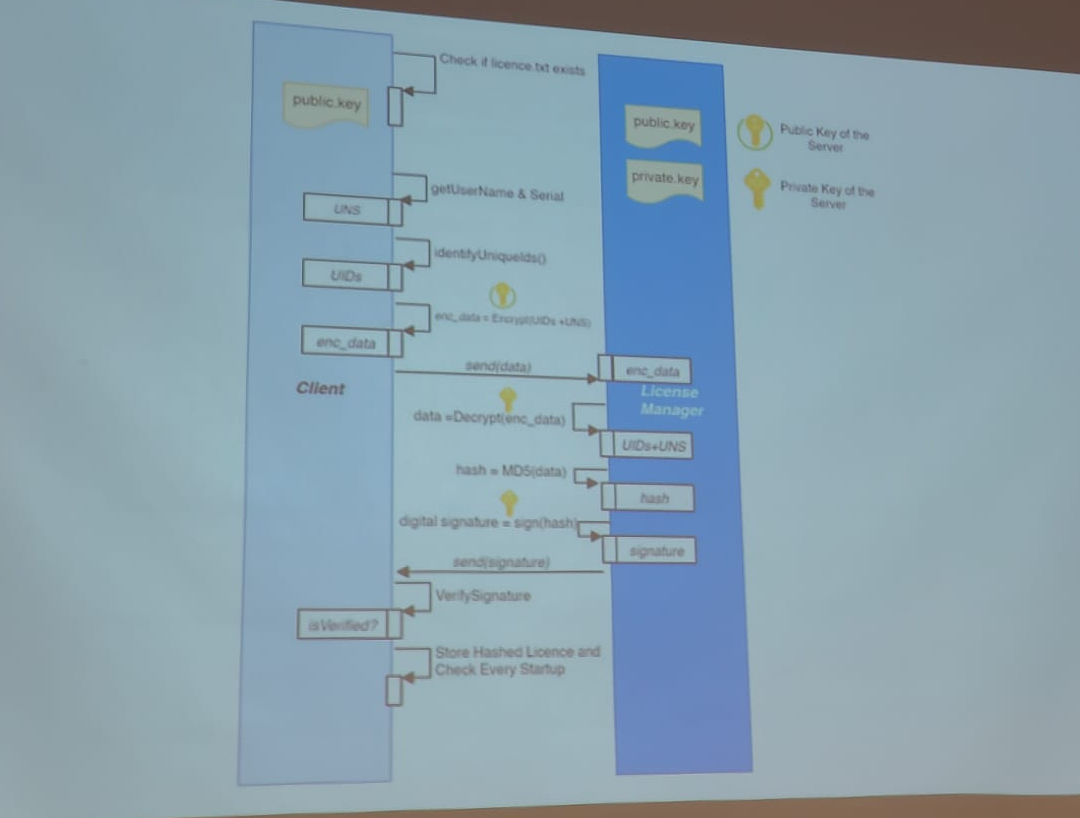 Check if licence.txt exists
public.key
public.key
Public Key of the
Server
private.key
Private Key of the
Server
getUserName & Serial
UNS
identifyUniqueIds()
UIDs
enc_data = Encrypt(UIDs +UNS)
enc_data
send(data)
enc_data
Client
License
Manager
data =Decrypt(enc_data)
UIDs+UNS
hash = MD5(data)
hash
digital signature = sign(hash)
signature
send(signature)
VerifySignature
isVerified?
Store Hashed Licence and
Check Every Startup